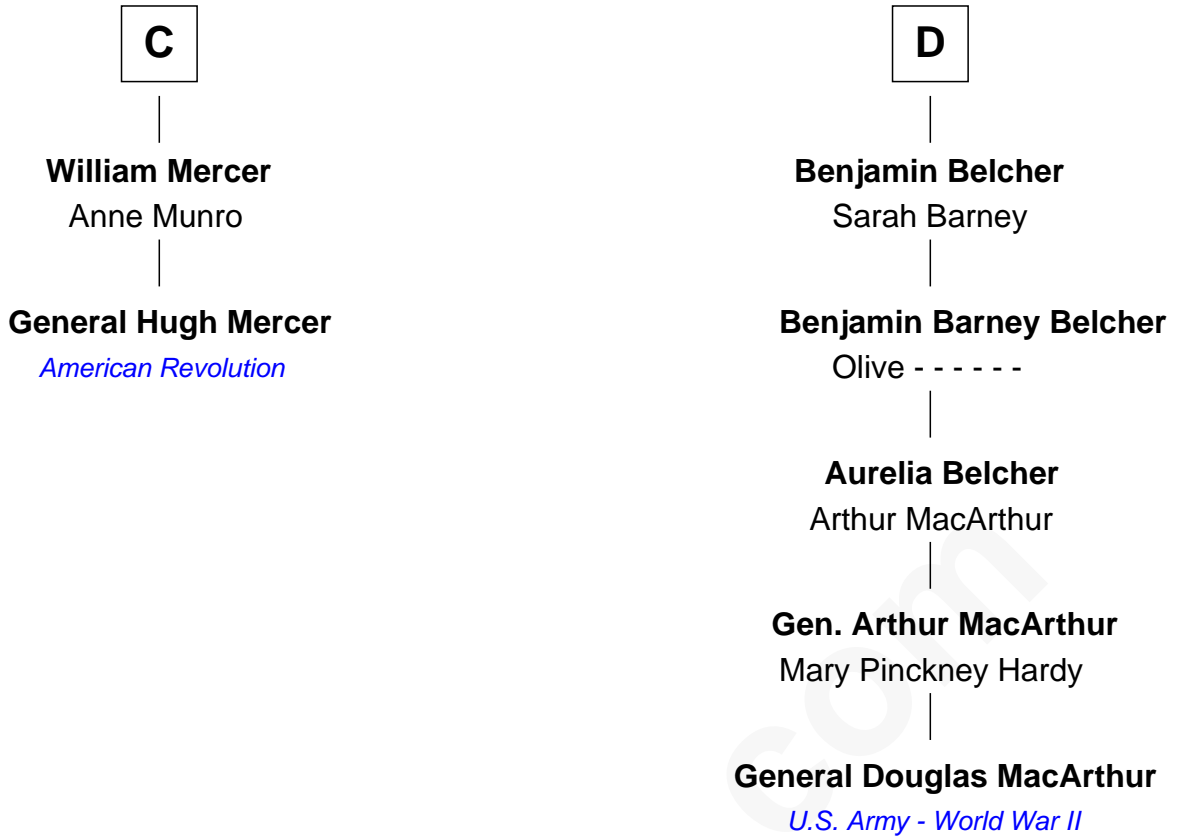 C
William Mercer
Anne Munro
General Hugh Mercer
American Revolution
D
Benjamin Belcher
Sarah Barney
Benjamin Barney Belcher
Olive - - - - - -
Aurelia Belcher
Arthur MacArthur
Gen. Arthur MacArthur
Mary Pinckney Hardy
General Douglas MacArthur
U.S. Army - World War II
com